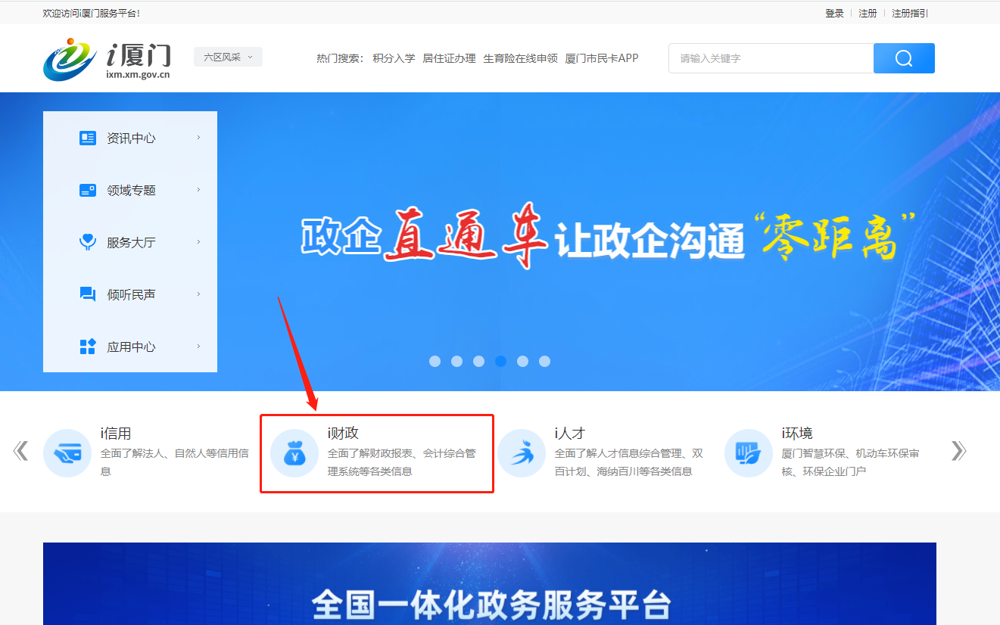 欢迎访问i厦门服务平台!
登录 注册 注册指引
i厦门
ixm.xm.gov.cn
六区风采
热门搜索: 积分入学 居住证办理 生育险在线申领 厦门市民卡APP
请输入关键字
资讯中心
领域专题
服务大厅
倾听民声
应用中心
政企直通车让政企沟通“零距离”
i信用
全面了解法人、自然人等信用信
息
i财政
全面了解财政报表、会计综合管
理系统等各类信息
i人才
全面了解人才信息综合管理、双
百计划、海纳百川等各类信息
i环境
厦门智慧环保、机动车环保审
核、环保企业门户
全国一体化政务服务平台